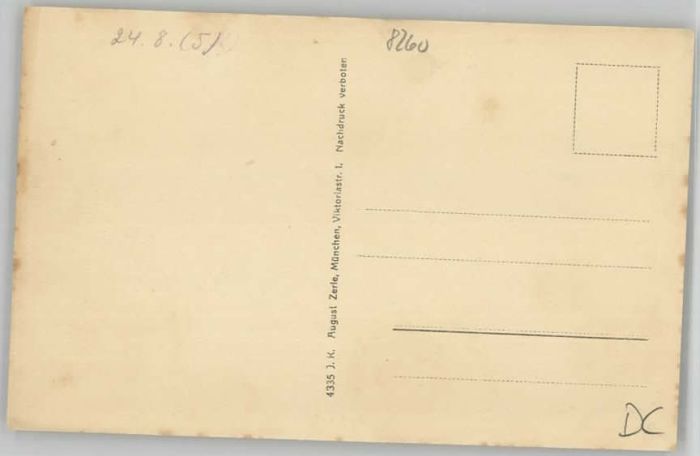 24. 8. (5)
8260
4335 J. K. August Zerle, München, Viktoriastr. 1. Nachdruck verboten
DC